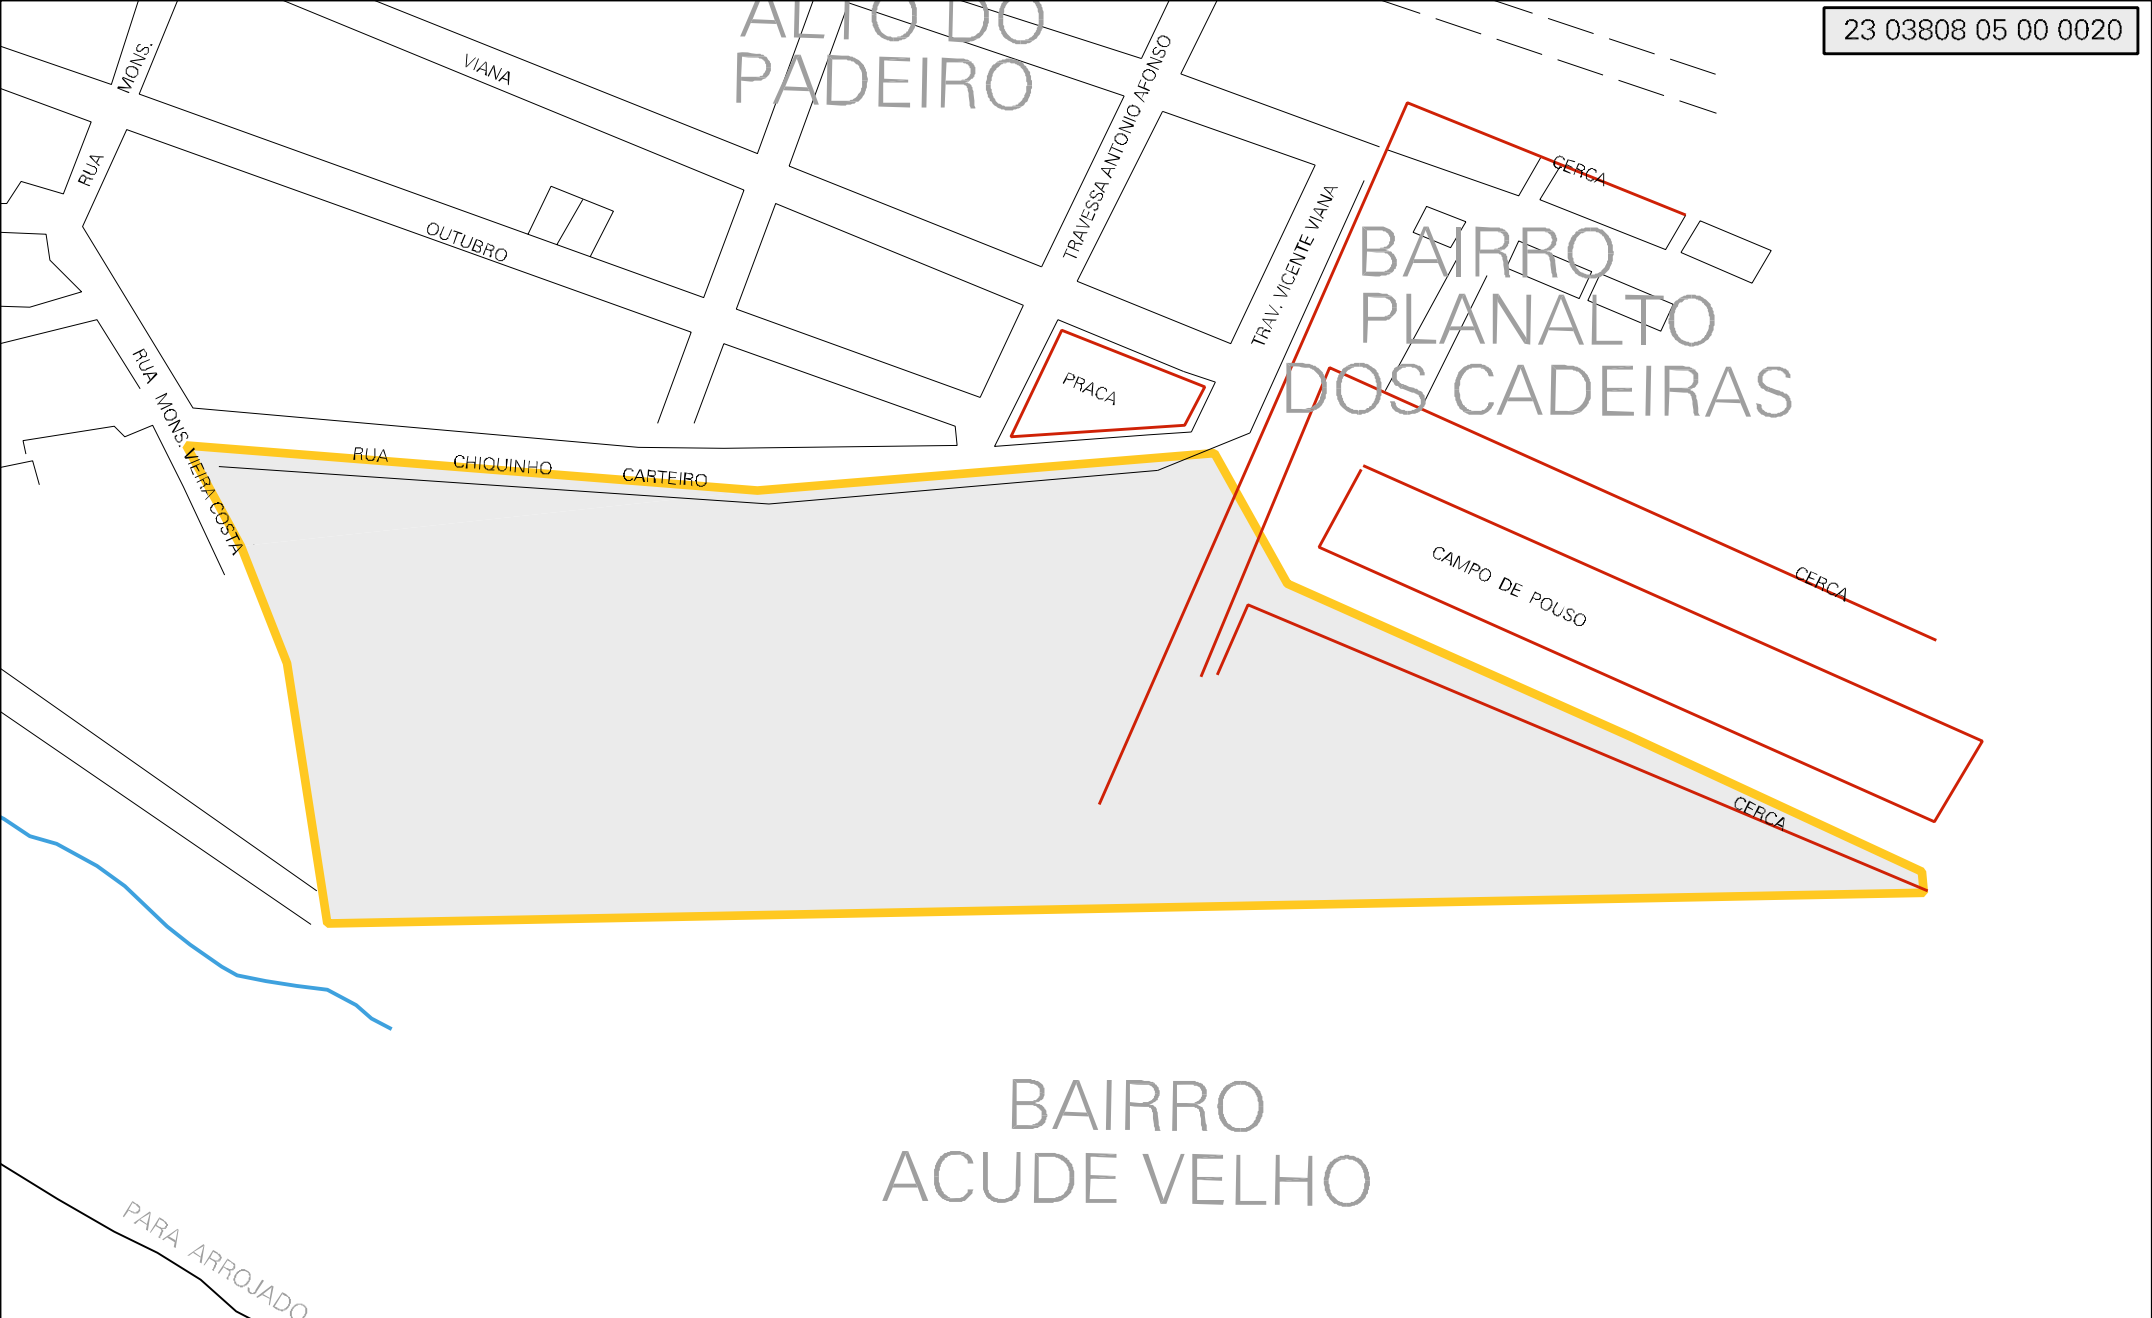 ALTO DO
PADEIRO
23 03808 05 00 0020
MONS.
RUA
VIANA
OUTUBRO
TRAVESSA ANTONIO AFONSO
TRAV. VICENTE VIANA
CERCA
BAIRRO
PLANALTO
DOS CADEIRAS
PRACA
RUA MONS. VIEIRA COSTA
RUA CHIQUINHO CARTEIRO
CAMPO DE POUSO
CERCA
CERCA
BAIRRO
ACUDE VELHO
PARA ARROJADO